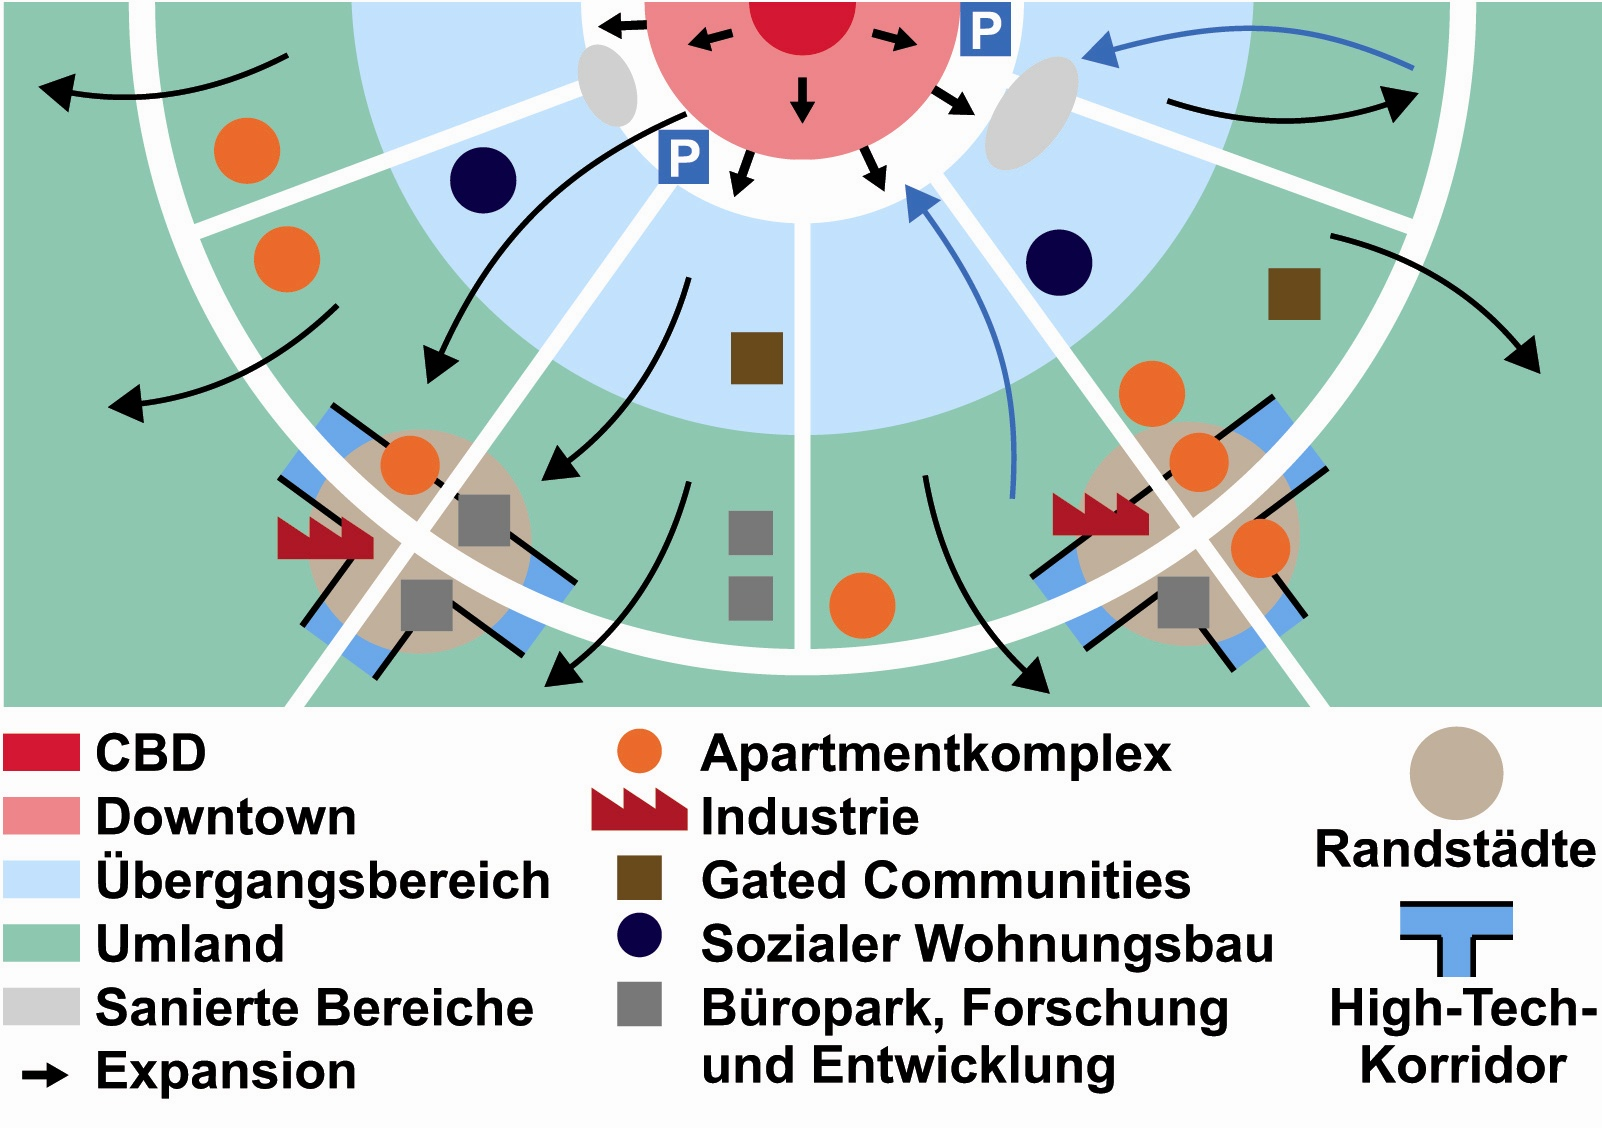 P
P
CBD
Downtown
Übergangsbereich
Umland
Sanierte Bereiche
Expansion
Apartmentkomplex
Industrie
Gated Communities
Sozialer Wohnungsbau
Büropark, Forschung
und Entwicklung
Randstädte
High-Tech-
Korridor